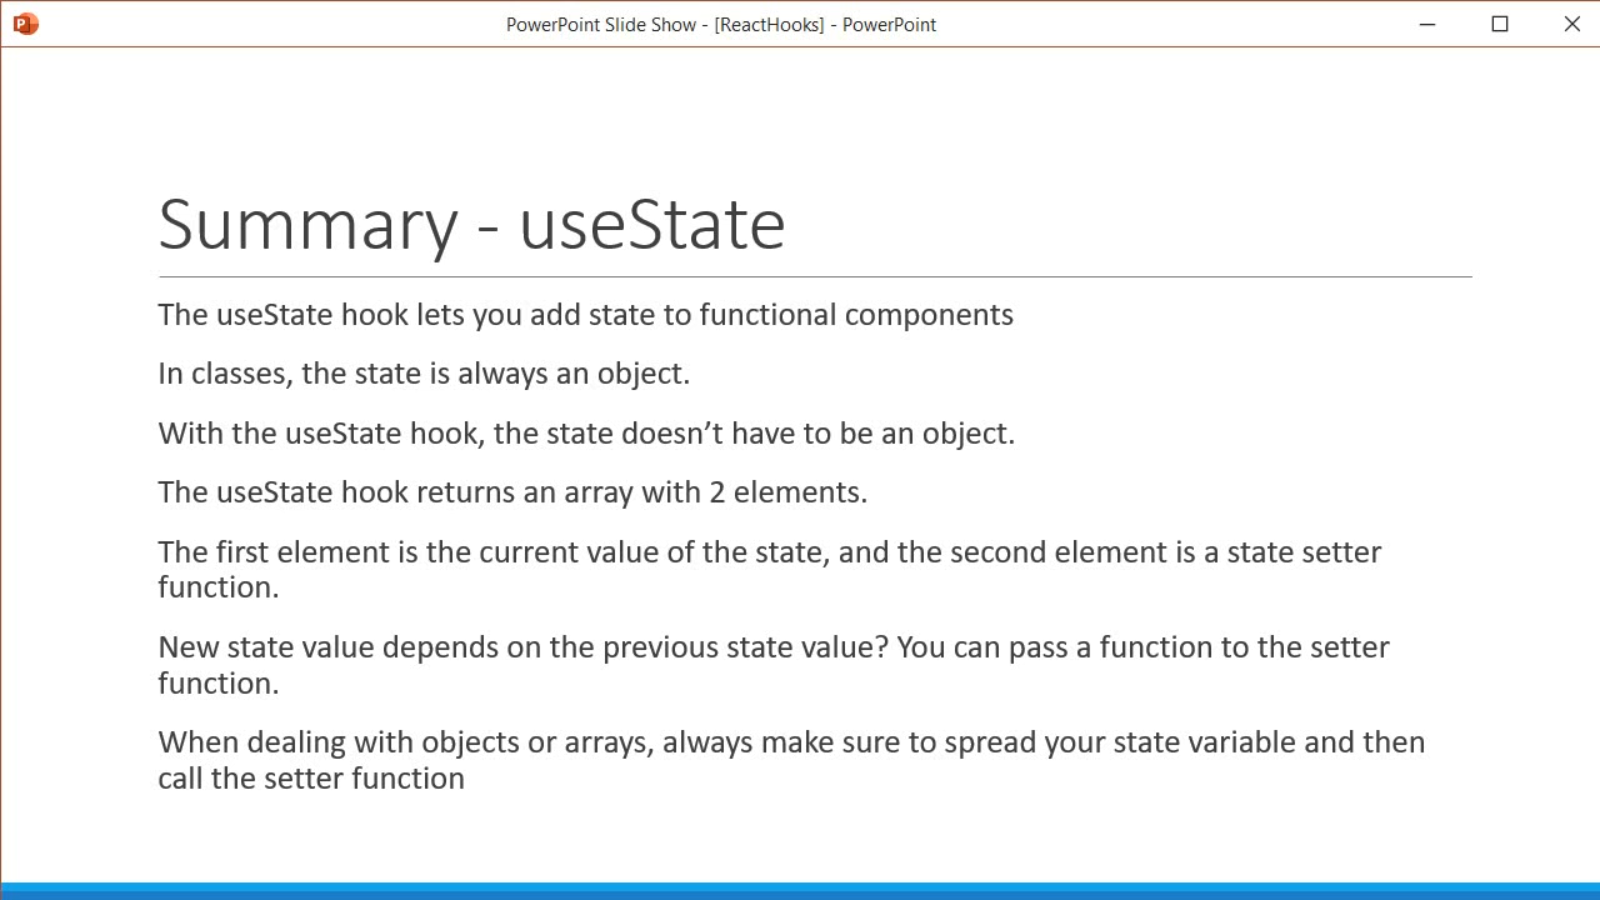 PowerPoint Slide Show - [ReactHooks] - PowerPoint
Summary - useState
The useState hook lets you add state to functional components
In classes, the state is always an object.
With the useState hook, the state doesn’t have to be an object.
The useState hook returns an array with 2 elements.
The first element is the current value of the state, and the second element is a state setter
function.
New state value depends on the previous state value? You can pass a function to the setter
function.
When dealing with objects or arrays, always make sure to spread your state variable and then
call the setter function